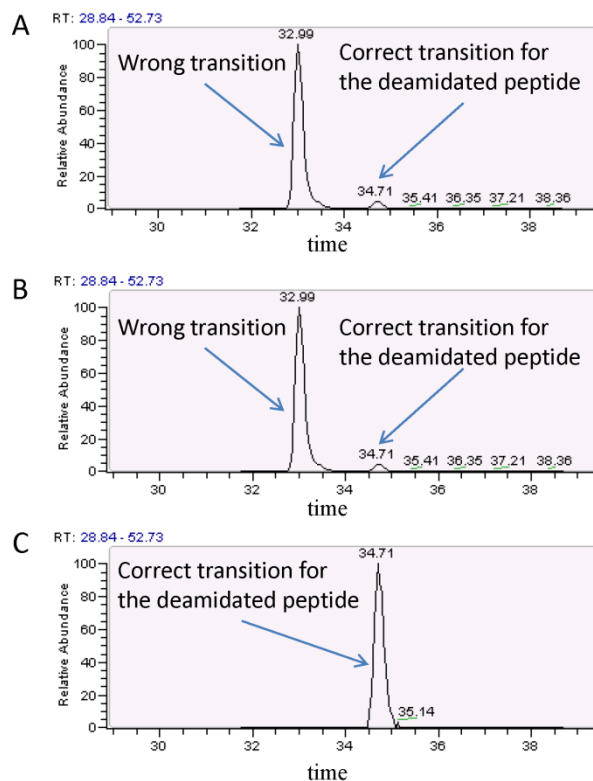 A
RT: 28.84 - 52.73
32.99
Wrong transition
Correct transition for
the deamidated peptide
Relative Abundance
100
80
60
40
20
0
34.71
35.41 36.35 37.21 38.36
30 32 34 36 38
time
B
RT: 28.84 - 52.73
32.99
Wrong transition
Correct transition for
the deamidated peptide
Relative Abundance
100
80
60
40
20
0
34.71
35.41 36.35 37.21 38.36
30 32 34 36 38
time
C
RT: 28.84 - 52.73
34.71
Correct transition for
the deamidated peptide
Relative Abundance
100
80
60
40
20
0
35.14
30 32 34 36 38
time